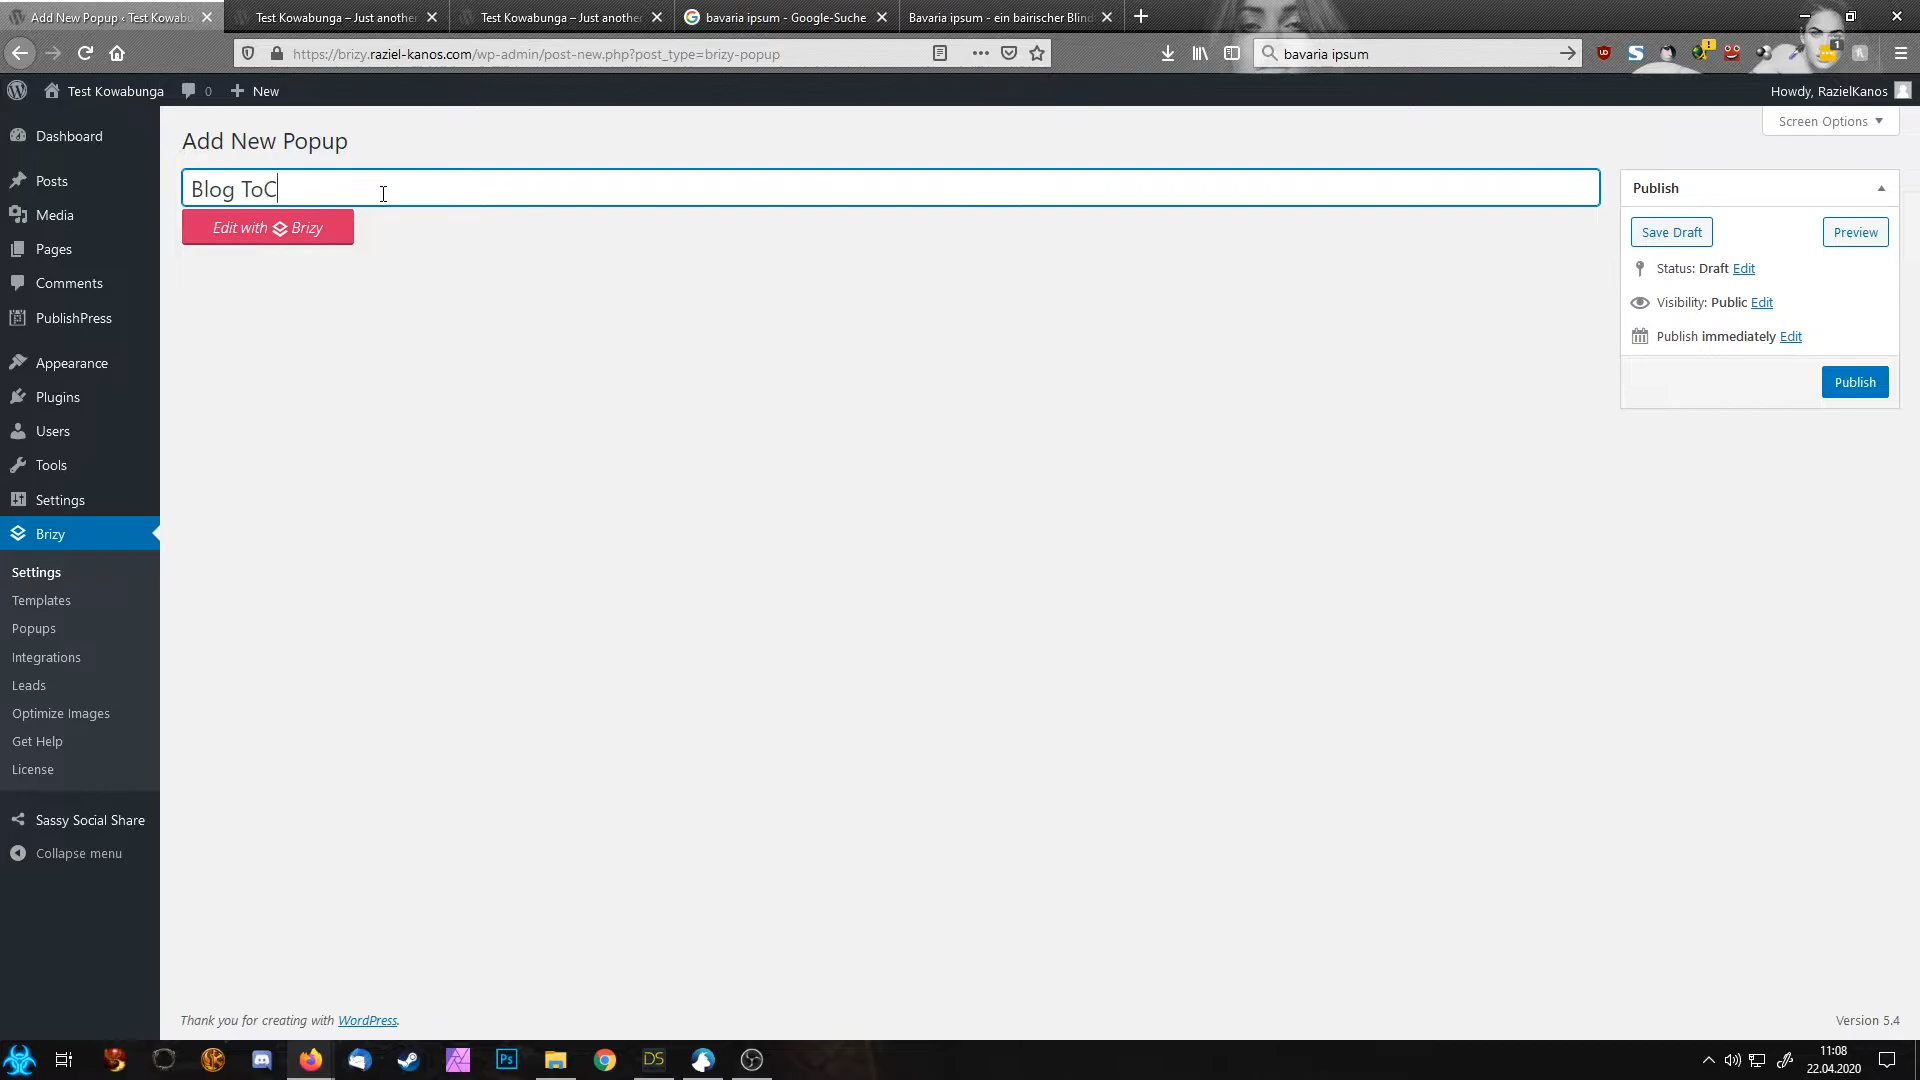 Add New Popup ‹ Test Kowabu
Test Kowabunga – Just another
Test Kowabunga – Just another
bavaria ipsum - Google-Suche
Bavaria ipsum - ein bairischer Blind
https://brizy.raziel-kanos.com/wp-admin/post-new.php?post_type=brizy-popup
bavaria ipsum
Test Kowabunga
0
New
Howdy, RazielKanos
Screen Options
Dashboard
Posts
Media
Pages
Comments
PublishPress
Appearance
Plugins
Users
Tools
Settings
Brizy
Settings
Templates
Popups
Integrations
Leads
Optimize Images
Get Help
License
Sassy Social Share
Collapse menu
Add New Popup
Blog ToC
Edit with Brizy
Publish
Save Draft
Preview
Status: Draft Edit
Visibility: Public Edit
Publish immediately Edit
Publish
Thank you for creating with WordPress.
Version 5.4
Ps
DS
11:08
22.04.2020